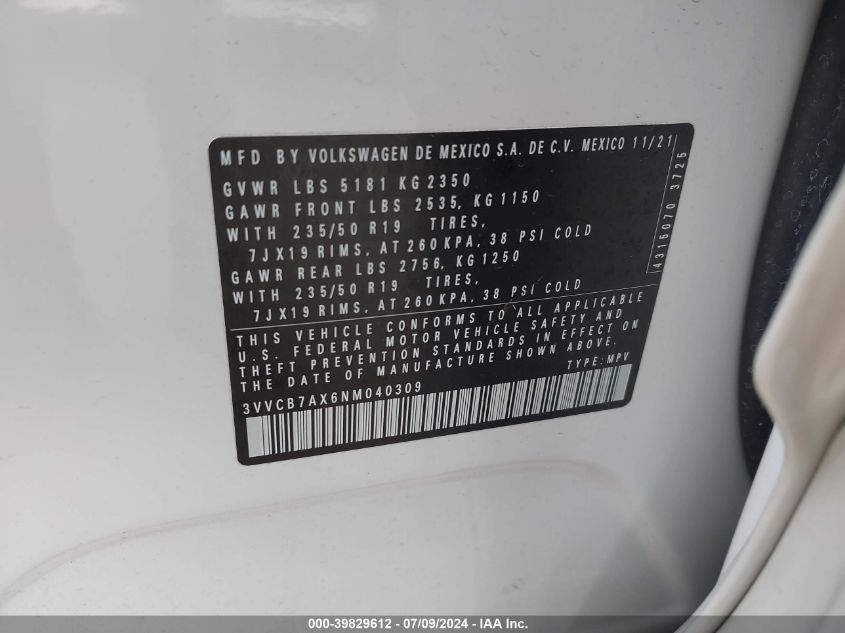 MFD BY VOLKSWAGEN DE MEXICO S.A. DE C.V. MEXICO 11/21
GVWR LBS 5181 KG 2350
GAWR FRONT LBS 2535, KG 1150
WITH 235/50 R19 TIRES,
7JX19 RIMS, AT 260 KPA, 38 PSI COLD
GAWR REAR LBS 2756, KG 1250
WITH 235/50 R19 TIRES,
7JX19 RIMS, AT 260 KPA, 38 PSI COLD
4315070 3725
THIS VEHICLE CONFORMS TO ALL APPLICABLE
U.S. FEDERAL MOTOR VEHICLE SAFETY AND
THEFT PREVENTION STANDARDS IN EFFECT ON
THE DATE OF MANUFACTURE SHOWN ABOVE.
3VVCB7AX6NM040309 TYPE: MPV
000-39829612 - 07/09/2024 - IAA Inc.